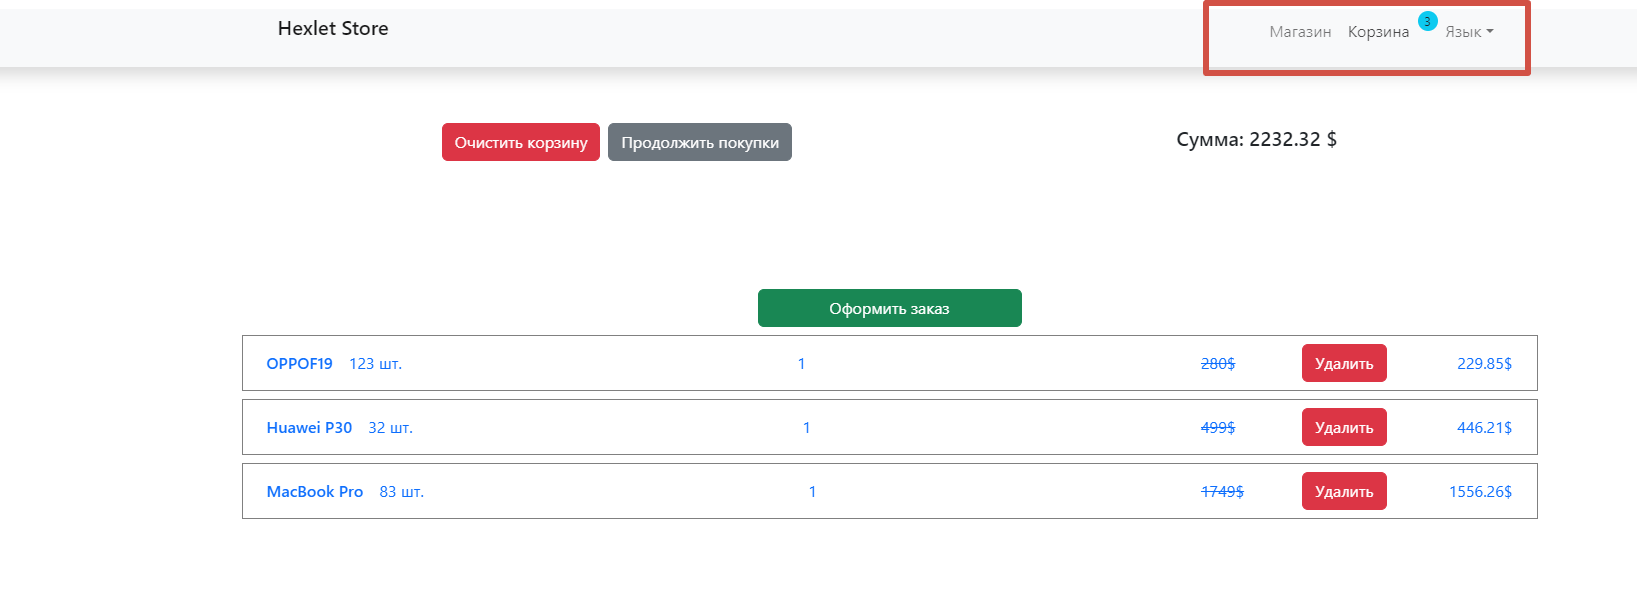 Hexlet Store Магазин Корзина 3 Язык
Очистить корзину Продолжить покупки Сумма: 2232.32 $
Оформить заказ
OPPOF19 123 шт. 1 280$ Удалить 229.85$
Huawei P30 32 шт. 1 499$ Удалить 446.21$
MacBook Pro 83 шт. 1 1749$ Удалить 1556.26$